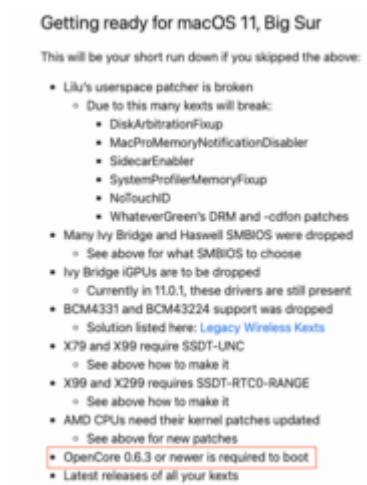 Getting ready for macOS 11, Big Sur
This will be your short run down if you skipped the above:
Lilu's userspace patcher is broken
Due to this many kexts will break:
DiskArbitrationFixup
MacProMemoryNotificationDisabler
SidecarEnabler
SystemProfilerMemoryFixup
NoTouchID
WhateverGreen's DRM and -cdfon patches
Many Ivy Bridge and Haswell SMBIOS were dropped
See above for what SMBIOS to choose
Ivy Bridge iGPUs are to be dropped
Currently in 11.0.1, these drivers are still present
BCM4331 and BCM43224 support was dropped
Solution listed here: Legacy Wireless Kexts
X79 and X99 require SSDT-UNC
See above how to make it
X99 and X299 requires SSDT-RTC0-RANGE
See above how to make it
AMD CPUs need their kernel patches updated
See above for new patches
OpenCore 0.6.3 or newer is required to boot
Latest releases of all your kexts